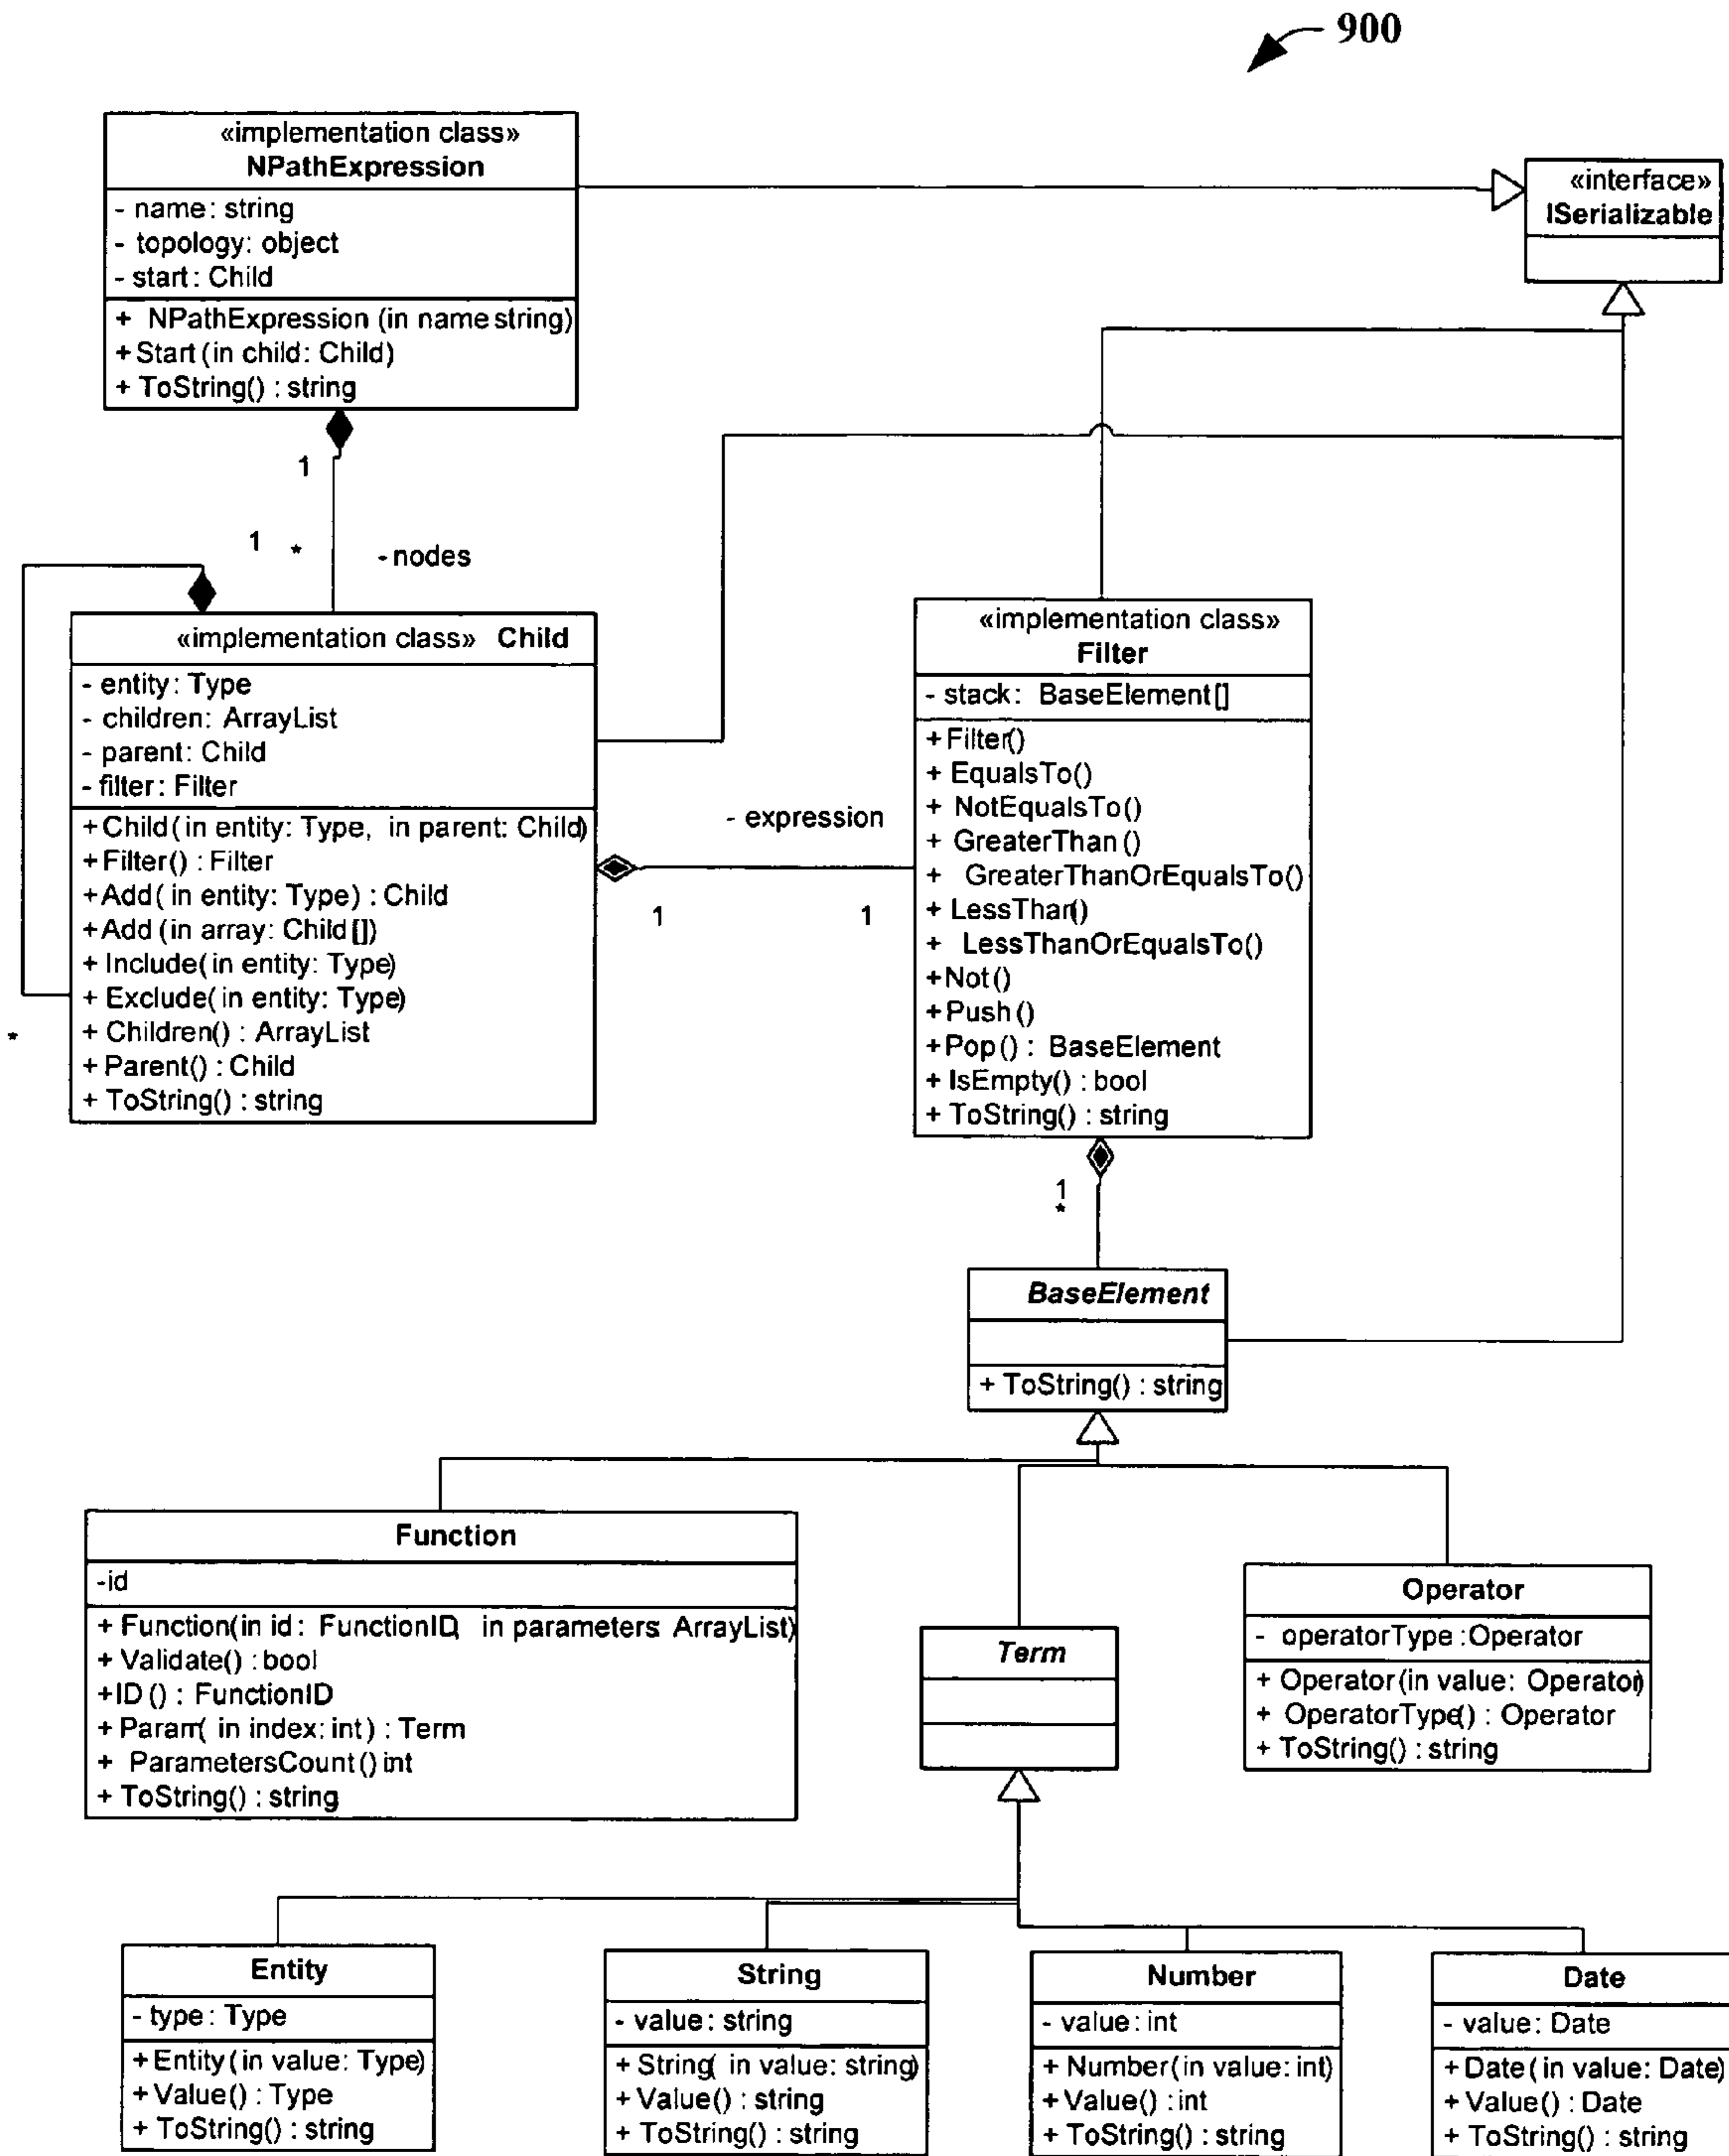 900
«implementation class»
NPathExpression
- name: string
- topology: object
- start: Child
+ NPathExpression (in name string)
+ Start (in child: Child)
+ ToString() : string
«interface»
ISerializable
1
1 *
- nodes
«implementation class» Child
- entity: Type
- children: ArrayList
- parent: Child
- filter: Filter
+ Child (in entity: Type, in parent: Child)
+ Filter() : Filter
+ Add( in entity: Type) : Child
+ Add (in array: Child [])
+ Include( in entity: Type)
+ Exclude( in entity: Type)
+ Children() : ArrayList
+ Parent() : Child
+ ToString() : string
*
- expression
1
1
«implementation class»
Filter
- stack: BaseElement[]
+ Filter()
+ EqualsTo()
+ NotEqualsTo()
+ GreaterThan ()
+ GreaterThanOrEqualsTo()
+ LessThan()
+ LessThanOrEqualsTo()
+ Not ()
+ Push ()
+ Pop () : BaseElement
+ IsEmpty() : bool
+ ToString() : string
1
*
BaseElement
+ ToString() : string
Function
-id
+ Function(in id : FunctionID, in parameters ArrayList)
+ Validate() : bool
+ID () : FunctionID
+ Param( in index: int) : Term
+ ParametersCount () int
+ ToString() : string
Term
Operator
- operatorType : Operator
+ Operator (in value: Operator)
+ OperatorType() : Operator
+ ToString() : string
Entity
- type : Type
+ Entity (in value: Type)
+ Value() : Type
+ ToString() : string
String
- value : string
+ String( in value: string)
+ Value() : string
+ ToString() : string
Number
- value : int
+ Number (in value: int)
+ Value() : int
+ ToString() : string
Date
- value: Date
+ Date ( in value: Date)
+ Value() : Date
+ ToString() : string